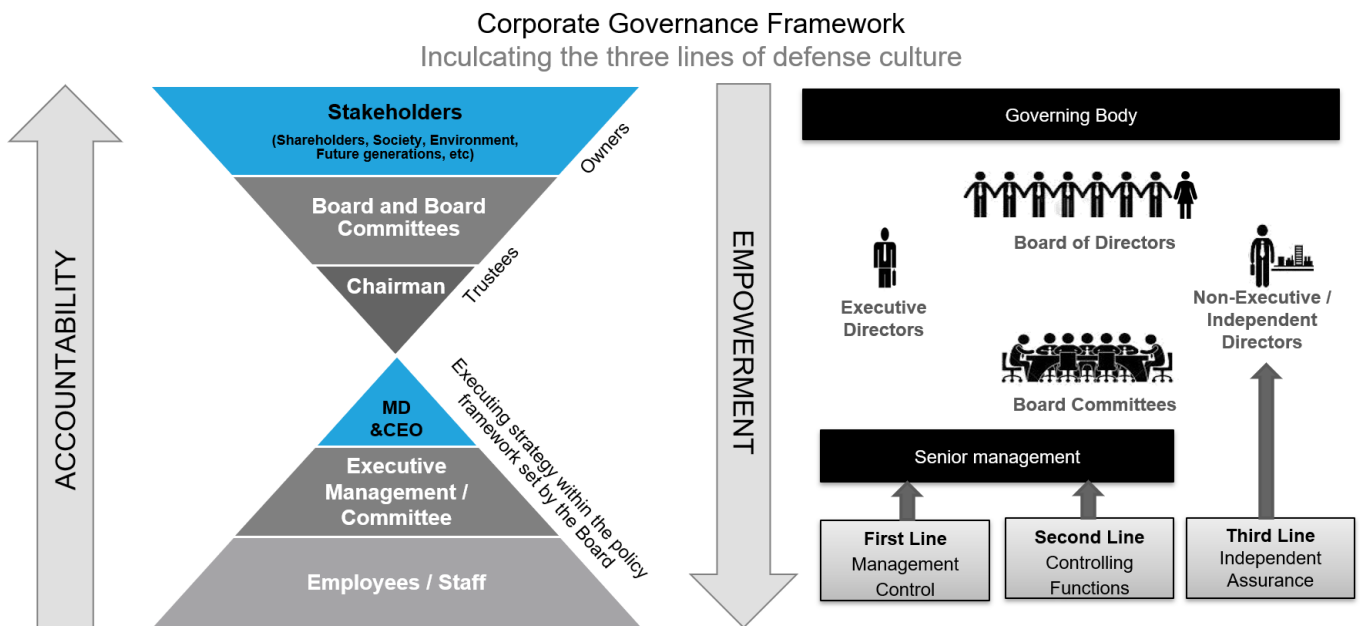 Corporate Governance Framework
Inculcating the three lines of defense culture
ACCOUNTABILITY
Stakeholders
(Shareholders, Society, Environment,
Future generations, etc)
Owners
Board and Board
Committees
Chairman
Trustees
MD
&CEO
Executive
Management /
Committee
Employees / Staff
Executing strategy within the policy
framework set by the Board
EMPOWERMENT
Governing Body
Board of Directors
Executive
Directors
Non-Executive /
Independent
Directors
Board Committees
Senior management
First Line
Management
Control
Second Line
Controlling
Functions
Third Line
Independent
Assurance